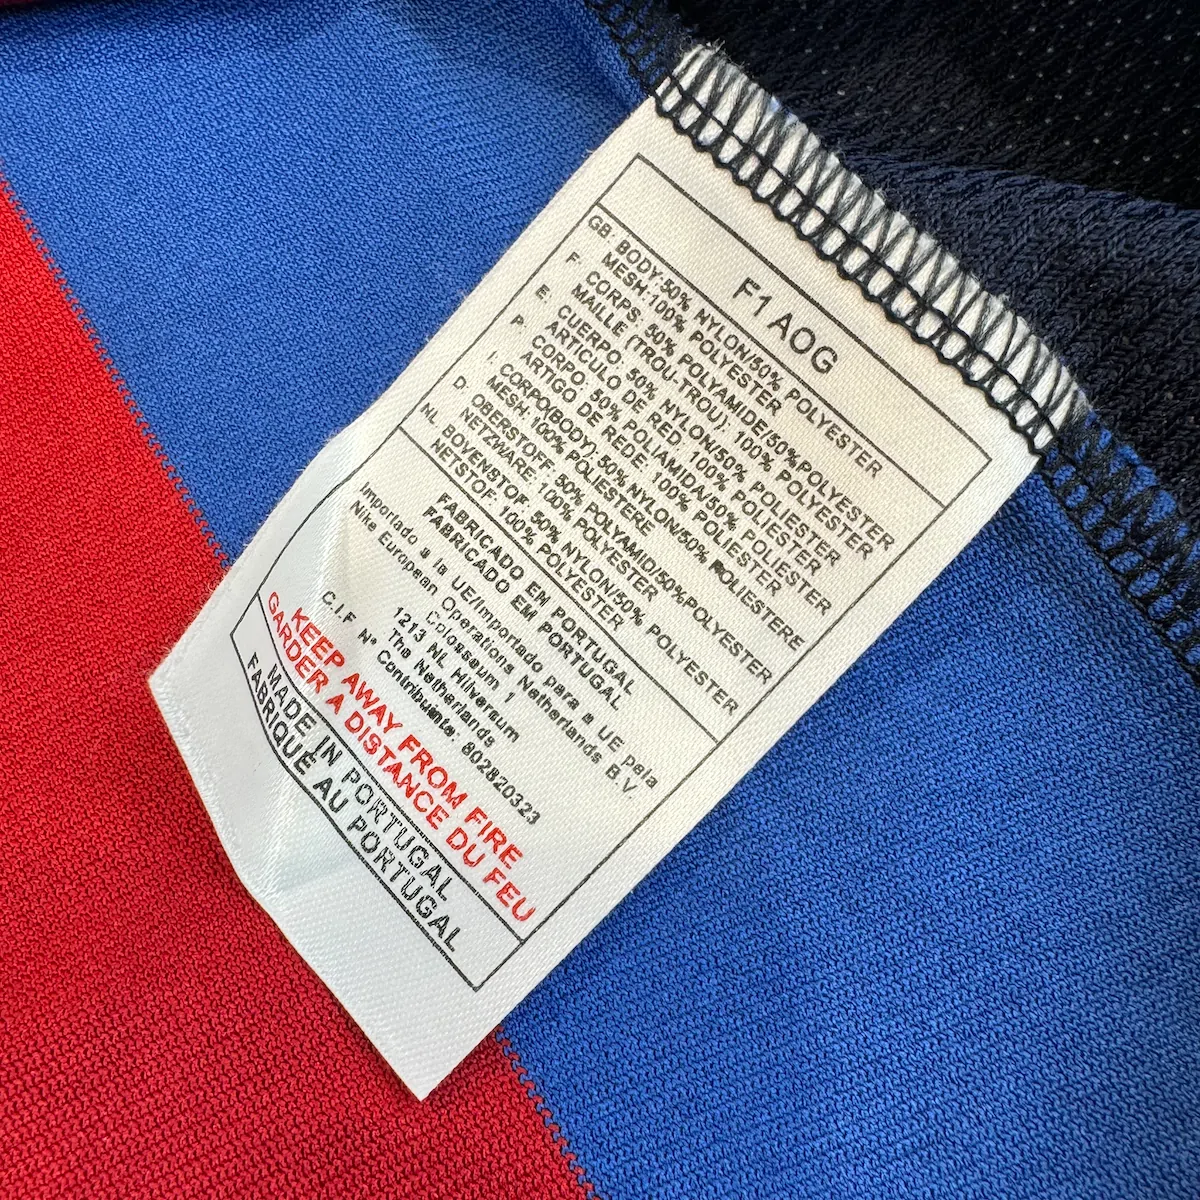 F1 AOG
GB: BODY:50% NYLON/50% POLYESTER
MESH:100% POLYESTER
F: CORPS: 50% POLYAMIDE/50%POLYESTER
MAILLE (TROU-TROU): 100% POLYESTER
E: CUERPO: 50% NYLON/50% POLIESTER
ARTICULO DE RED 100% POLIESTER
P: CORPO: 50% POLIAMIDA/50% POLIESTER
ARTIGO DE REDE: 100% POLIESTER
I: CORPO(BODY): 50% NYLON/50% POLIESTERE
MESH: 100% POLIESTERE
D: OBERSTOFF: 50% POLYAMID/50%POLYESTER
NETZWARE: 100% POLYESTER
NL: BOVENSTOF: 50% NYLON/50% POLYESTER
NETSTOF: 100% POLYESTER
FABRICADO EN PORTUGAL
FABRICADO EM PORTUGAL
Importado a la UE/Importado para a UE pela
Nike European Operations Netherlands B.V.
Colosseum 1
1213 NL Hilversum
The Netherlands
C.I.F N° Contribuinte: 802820323
KEEP AWAY FROM FIRE
GARDER A DISTANCE DU FEU
MADE IN PORTUGAL
FABRIQUÉ AU PORTUGAL